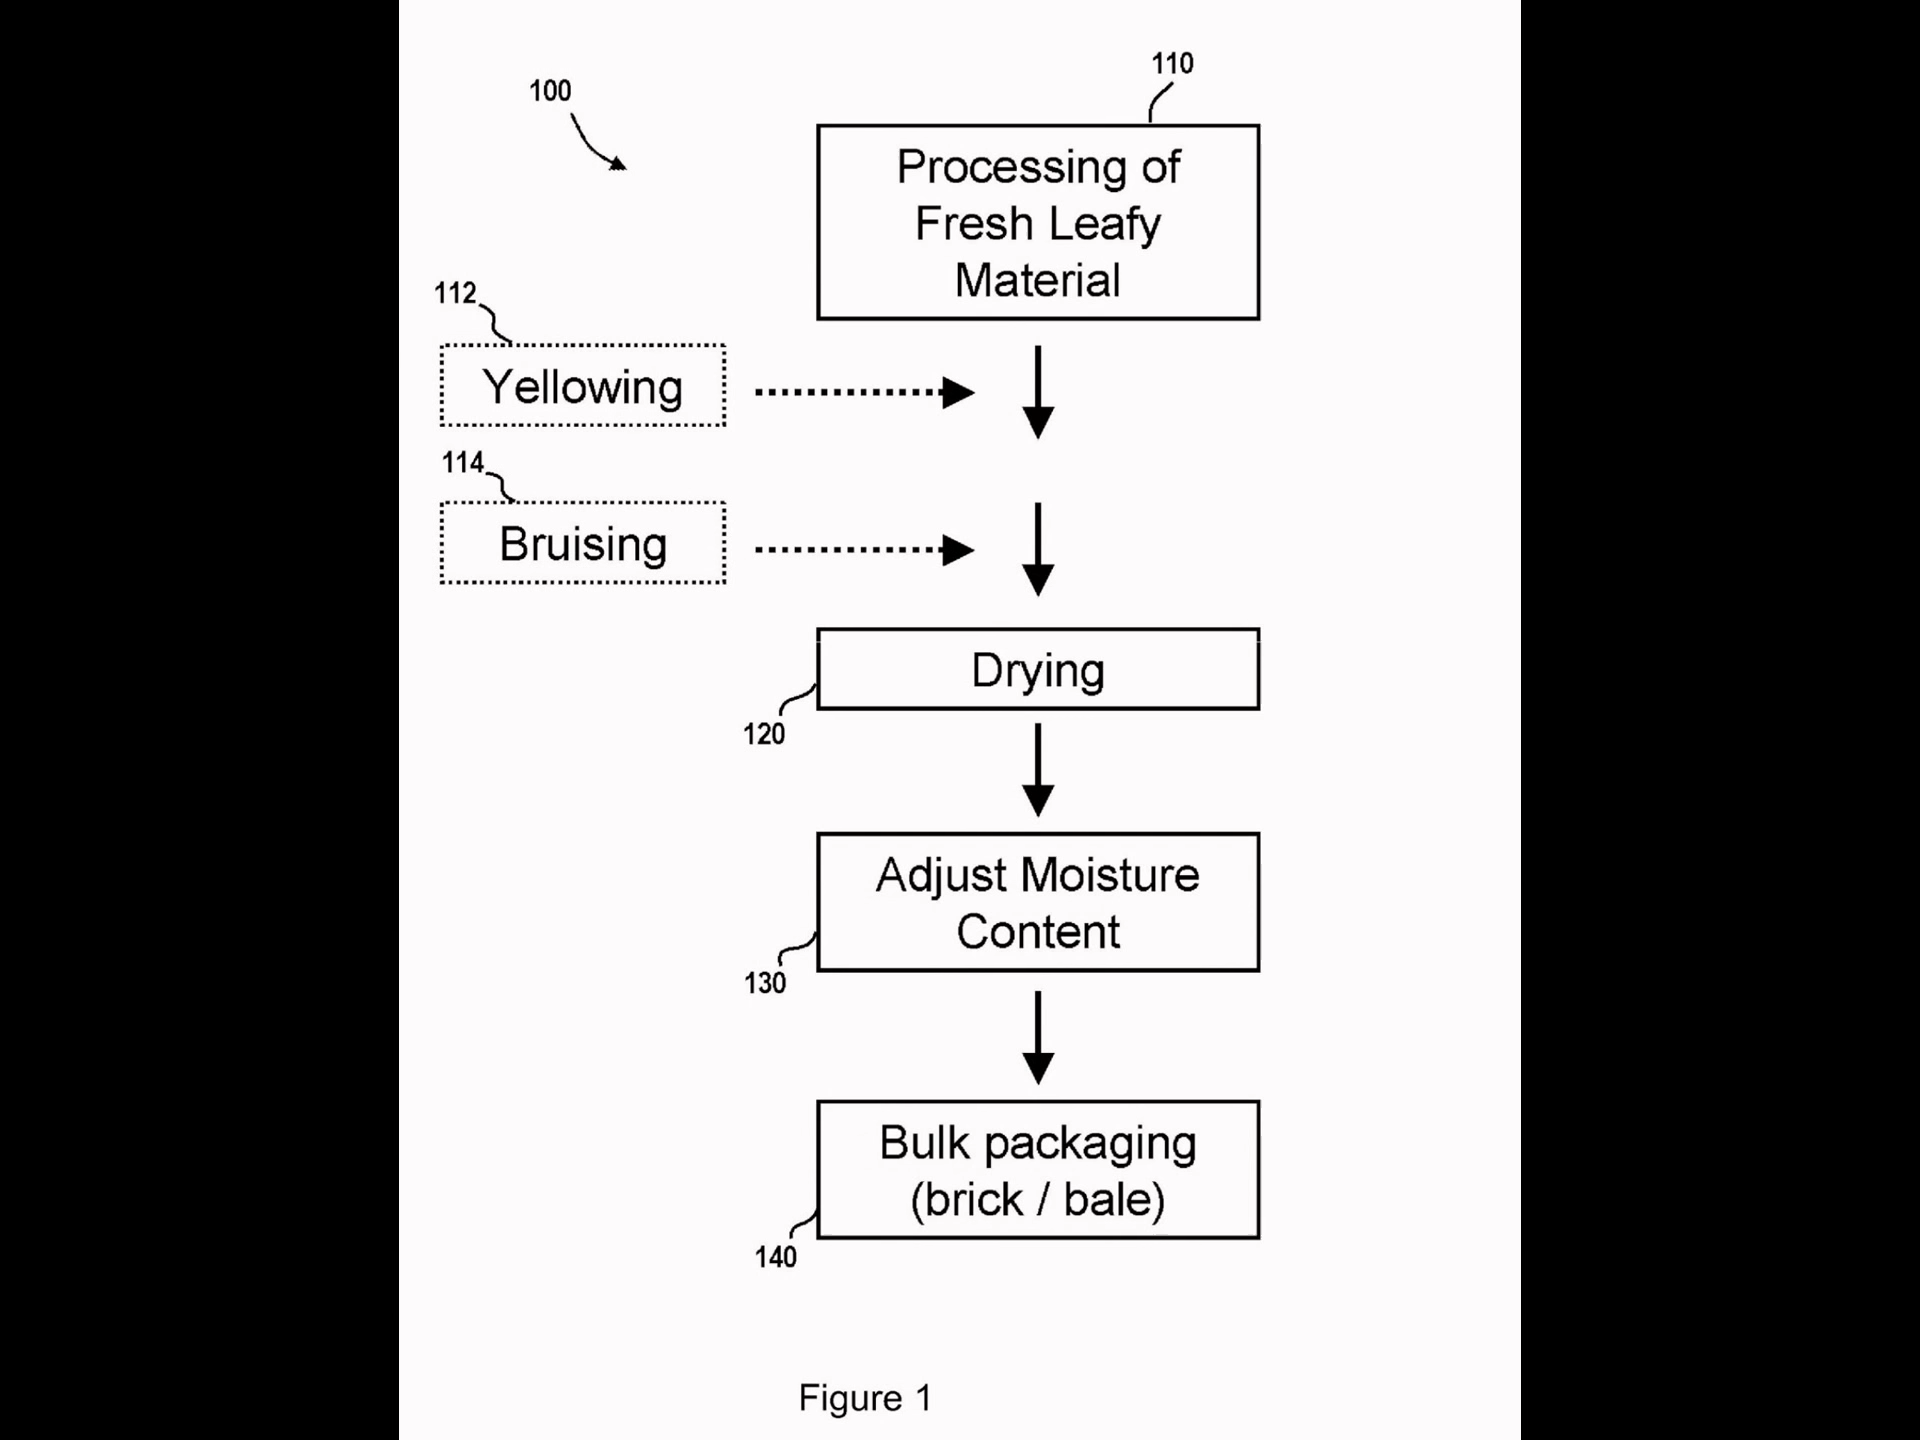 100
110
Processing of
Fresh Leafy
Material
112
Yellowing
114
Bruising
Drying
120
Adjust Moisture
Content
130
Bulk packaging
(brick / bale)
140
Figure 1